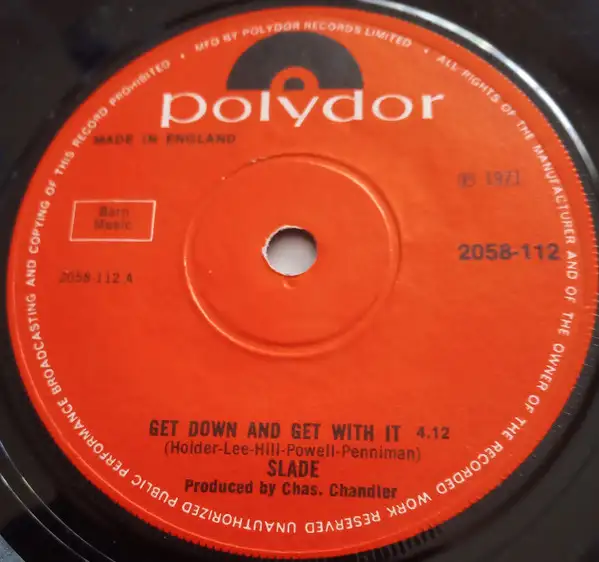 MFD BY POLYDOR RECORDS LIMITED • ALL RIGHTS OF THE MANUFACTURER AND OF THE OWNER OF THE RECORDED WORK RESERVED UNAUTHORIZED PUBLIC PERFORMANCE BROADCASTING AND COPYING OF THIS RECORD PROHIBITED •
polydor
MADE IN ENGLAND
℗ 1971
Barn
Music
2058-112
2058 112 A
GET DOWN AND GET WITH IT 4.12
(Holder-Lee-Hill-Powell-Penniman)
SLADE
Produced by Chas. Chandler